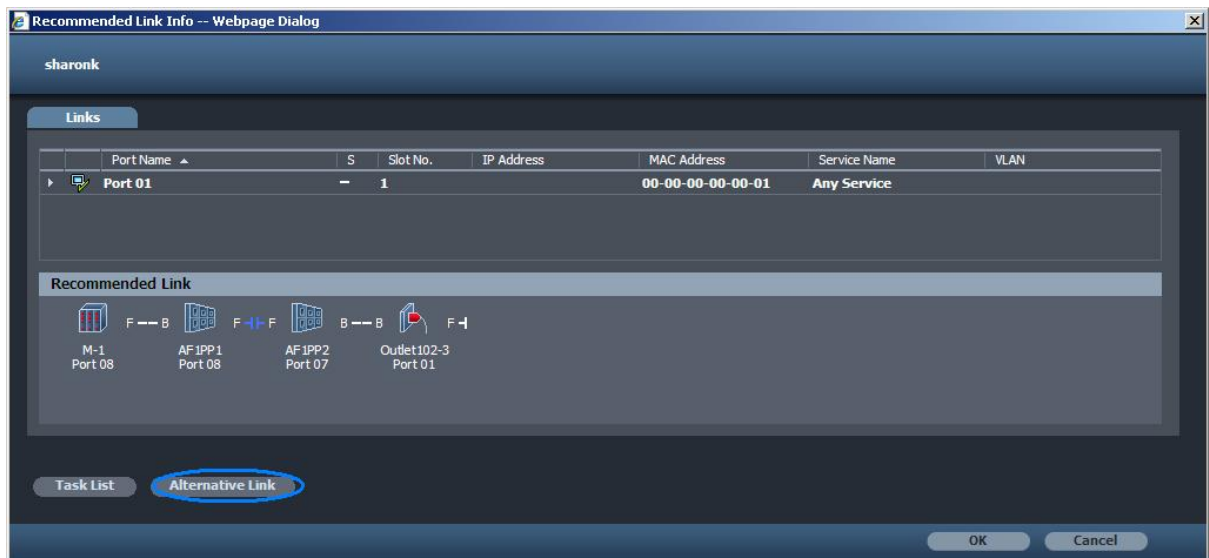 Recommended Link Info -- Webpage Dialog
sharonk
Links
Port Name S Slot No. IP Address MAC Address Service Name VLAN
Port 01 – 1 00-00-00-00-00-01 Any Service
Recommended Link
F B F F B B F
M-1 AF1PP1 AF1PP2 Outlet102-3
Port 08 Port 08 Port 07 Port 01
Task List Alternative Link
OK Cancel